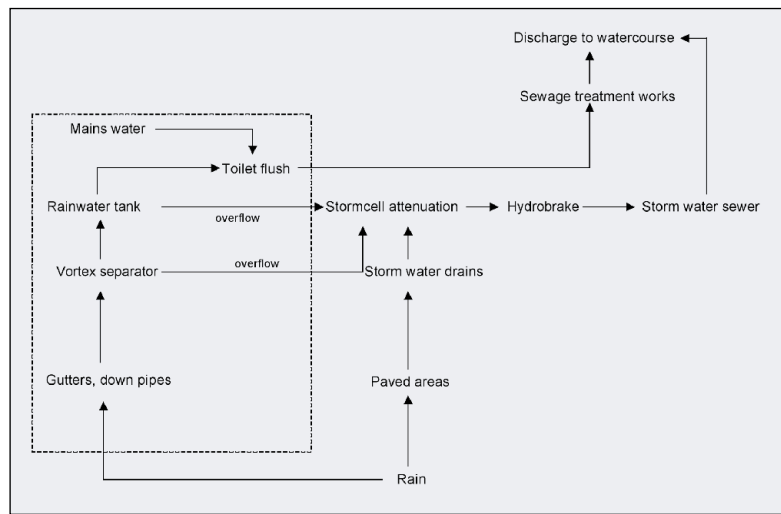 Discharge to watercourse
Sewage treatment works
Mains water
Toilet flush
Rainwater tank
overflow
Stormcell attenuation
Hydrobrake
Storm water sewer
Vortex separator
overflow
Storm water drains
Gutters, down pipes
Paved areas
Rain